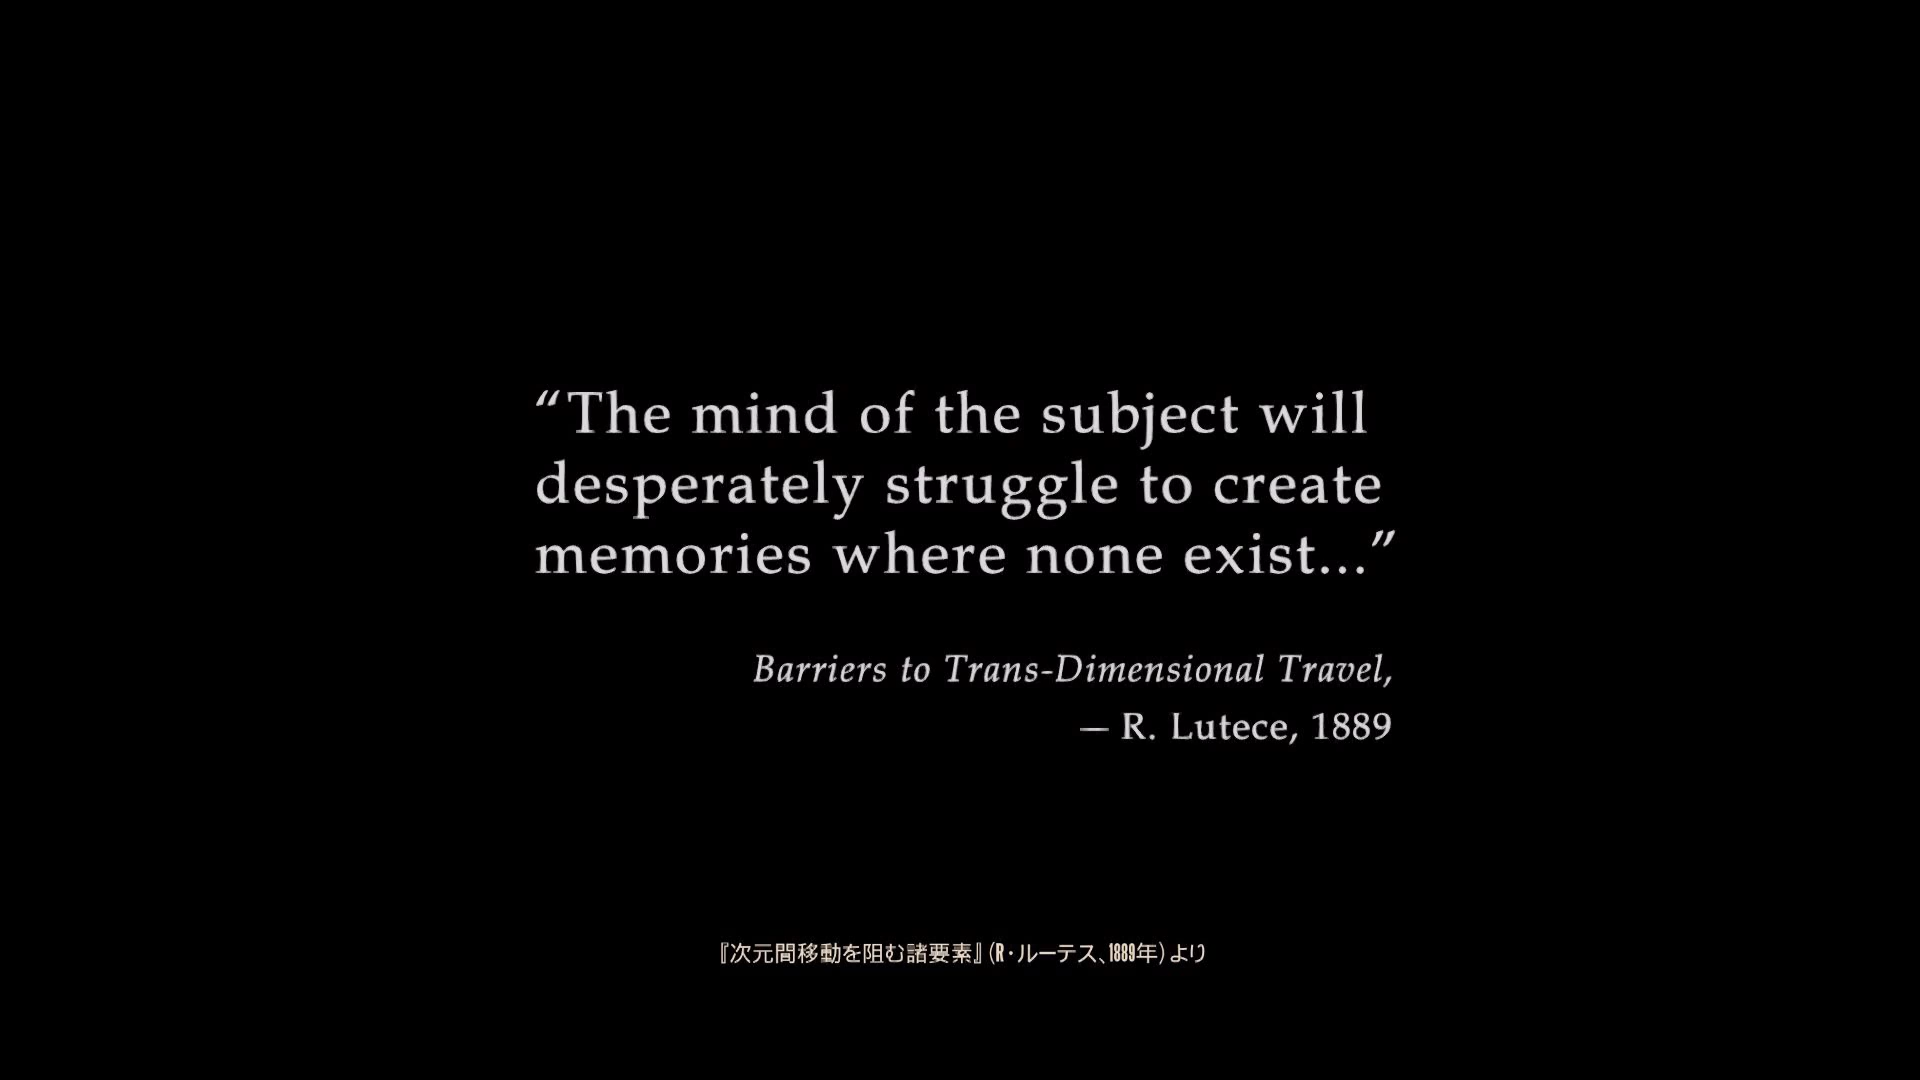 “The mind of the subject will
desperately struggle to create
memories where none exist...”
Barriers to Trans-Dimensional Travel,
— R. Lutece, 1889
『次元間移動を阻む諸要素』(R・ルーテス、1889年)より